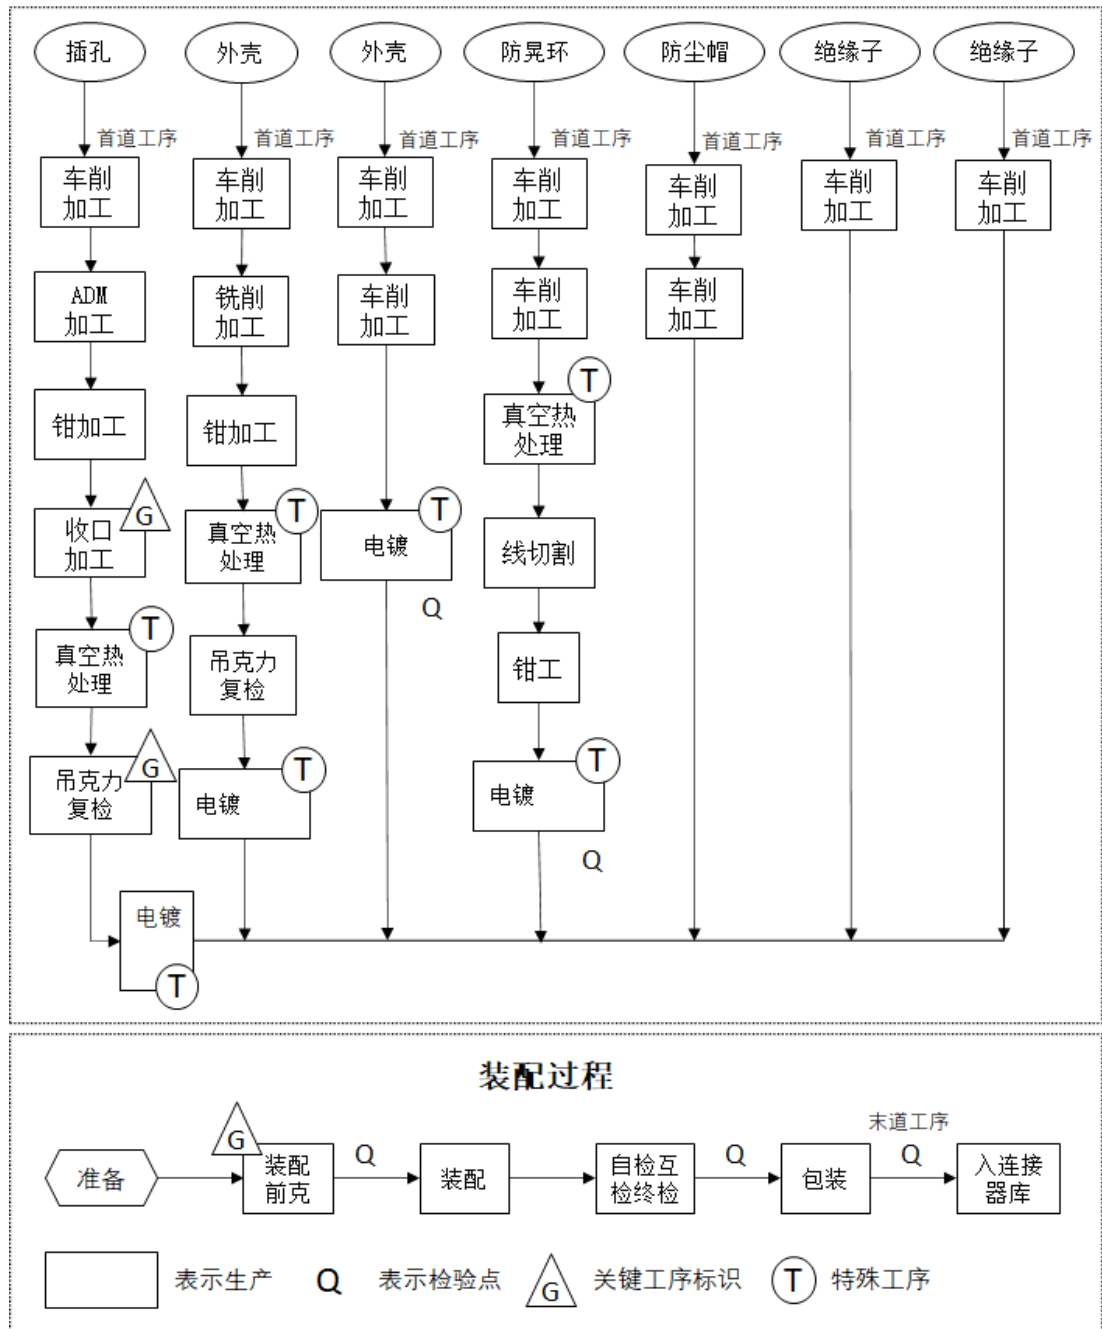 插孔
外壳
外壳
防晃环
防尘帽
绝缘子
绝缘子
首道工序
首道工序
首道工序
首道工序
首道工序
首道工序
首道工序
车削
加工
车削
加工
车削
加工
车削
加工
车削
加工
车削
加工
车削
加工
ADM
加工
铣削
加工
车削
加工
车削
加工
车削
加工
钳加工
钳加工
T
真空热
处理
G
收口
加工
T
真空热
处理
T
电镀
Q
线切割
T
真空热
处理
吊克力
复检
钳工
G
吊克力
复检
T
电镀
T
电镀
Q
电镀
T
装配过程
准备
G
装配
前克
Q
装配
自检互
检终检
Q
包装
末道工序
Q
入连接
器库
表示生产
Q
表示检验点
G
关键工序标识
T
特殊工序